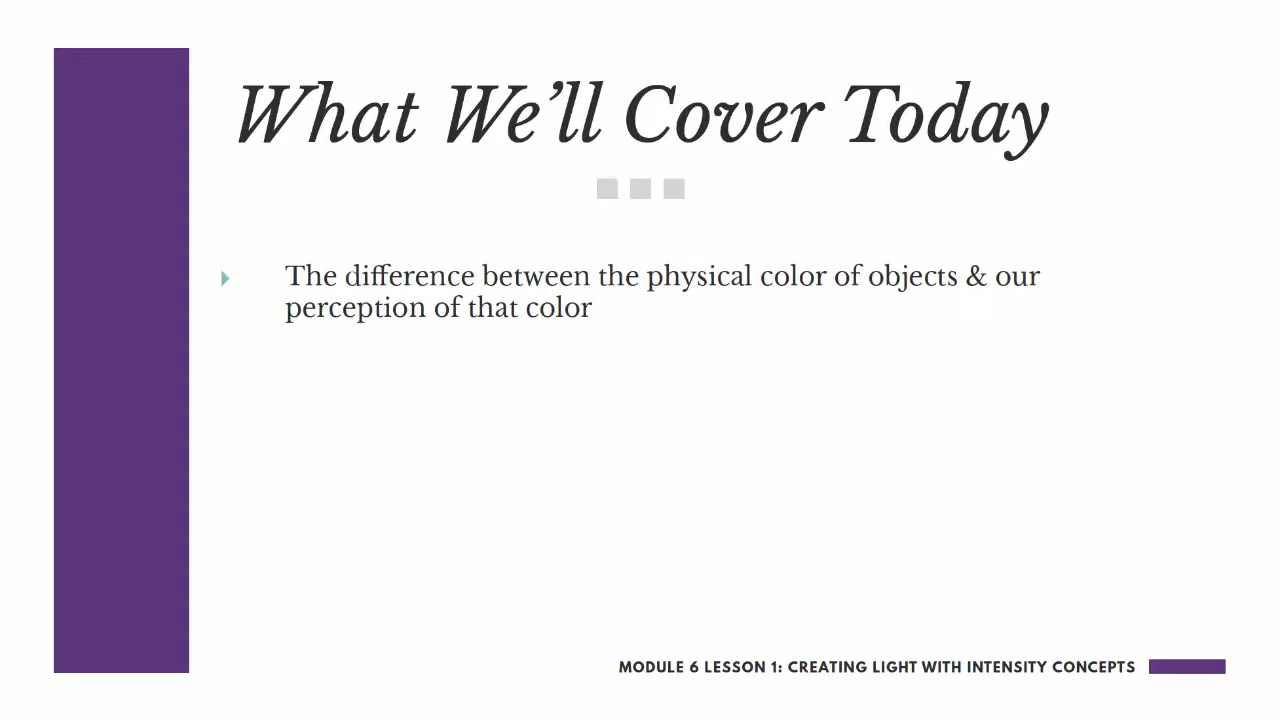 What We’ll Cover Today
The difference between the physical color of objects & our
perception of that color
MODULE 6 LESSON 1: CREATING LIGHT WITH INTENSITY CONCEPTS